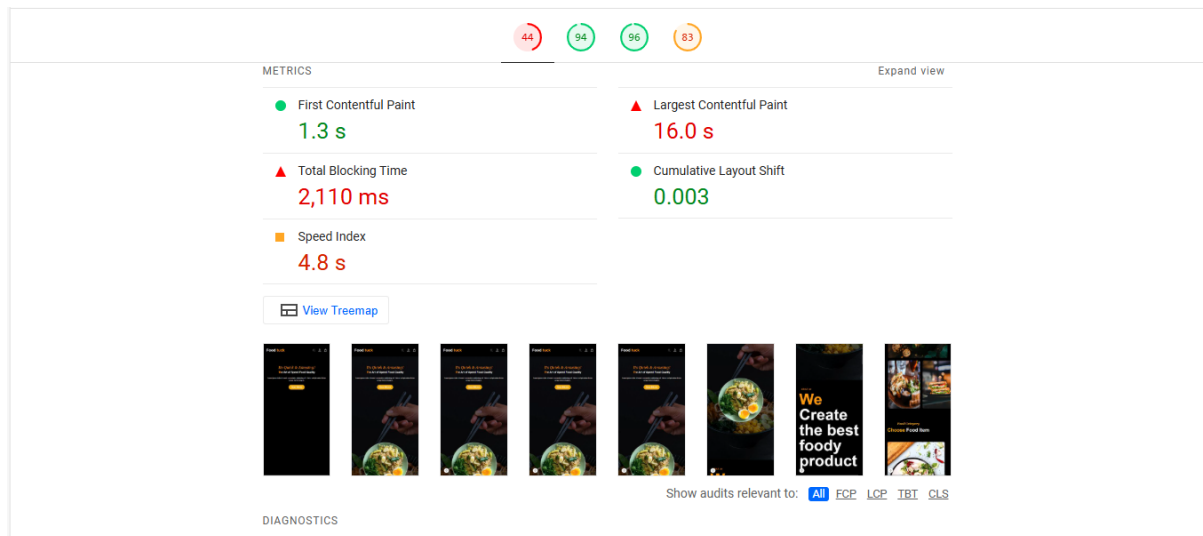 44 94 96 83
METRICS
Expand view
First Contentful Paint
1.3 s
Largest Contentful Paint
16.0 s
Total Blocking Time
2,110 ms
Cumulative Layout Shift
0.003
Speed Index
4.8 s
View Treemap
We
Create
the best
foody
product
Choose Food Item
Show audits relevant to: All FCP LCP TBT CLS
DIAGNOSTICS